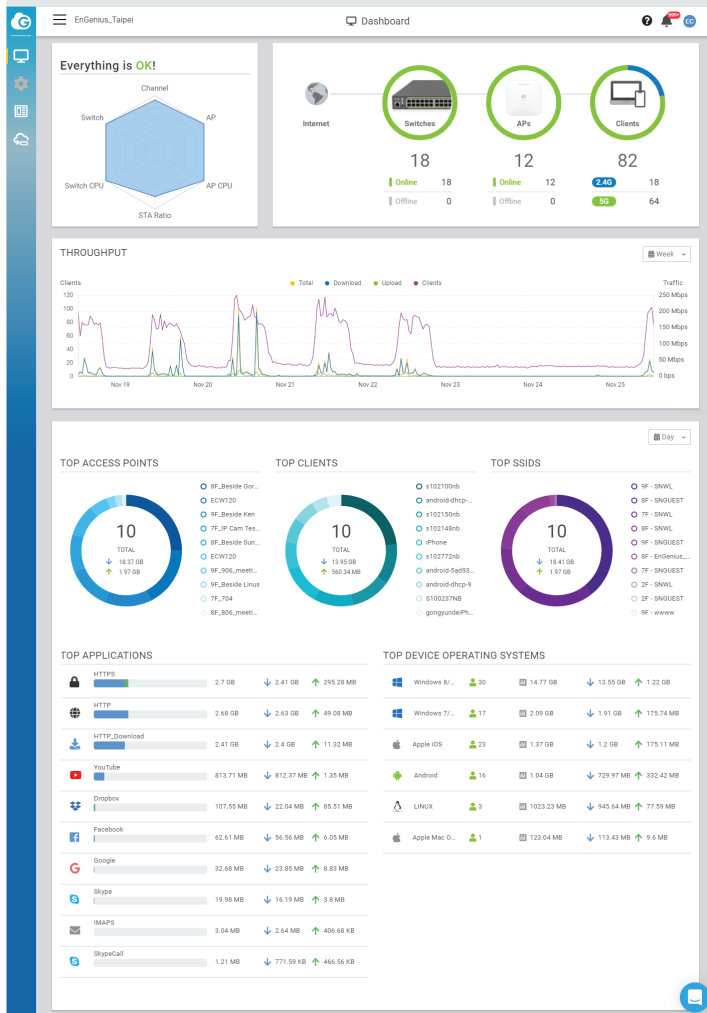 EnGenius_Taipei
Dashboard
?
999+
EC
Everything is OK!
Channel
Switch
AP
Switch CPU
AP CPU
STA Ratio
Internet
Switches
APs
Clients
18
12
82
Online 18
Online 12
2.4G 18
Offline 0
Offline 0
5G 64
THROUGHPUT
Week
Clients
Total
Download
Upload
Clients
Traffic
120
100
80
60
40
20
0
250 Mbps
200 Mbps
150 Mbps
100 Mbps
50 Mbps
0 bps
Nov 19
Nov 20
Nov 21
Nov 22
Nov 23
Nov 24
Nov 25
Day
TOP ACCESS POINTS
10
TOTAL
18.37 GB
1.97 GB
8F_Beside Gor...
ECW120
9F_Beside Ken
7F_IP Cam Tes...
8F_Beside Sun...
ECW120
9F_906_meeti...
9F_Beside Linus
7F_704
8F_806_meeti...
TOP CLIENTS
10
TOTAL
13.95 GB
560.34 MB
s102100nb
android-dhcp-...
s102150nb
s102148nb
iPhone
s102772nb
android-5ad93...
android-dhcp-9
S100237NB
gongyundeiPh...
TOP SSIDS
10
TOTAL
18.41 GB
1.97 GB
9F - SNWL
8F - SNGUEST
7F - SNWL
8F - SNWL
9F - SNGUEST
8F - EnGenius_...
7F - SNGUEST
2F - SNWL
2F - SNGUEST
9F - wwww
TOP APPLICATIONS
HTTPS
2.7 GB 2.41 GB 295.28 MB
HTTP
2.68 GB 2.63 GB 49.08 MB
HTTP_Download
2.41 GB 2.4 GB 11.32 MB
YouTube
813.71 MB 812.37 MB 1.35 MB
Dropbox
107.55 MB 22.04 MB 85.51 MB
Facebook
62.61 MB 56.56 MB 6.05 MB
Google
32.68 MB 23.85 MB 8.83 MB
Skype
19.98 MB 16.19 MB 3.8 MB
IMAPS
3.04 MB 2.64 MB 406.68 KB
SkypeCall
1.21 MB 771.59 KB 466.56 KB
TOP DEVICE OPERATING SYSTEMS
Windows 8/... 30 14.77 GB 13.55 GB 1.22 GB
Windows 7/... 17 2.09 GB 1.91 GB 175.74 MB
Apple iOS 23 1.37 GB 1.2 GB 175.11 MB
Android 16 1.04 GB 729.97 MB 332.42 MB
LINUX 3 1023.23 MB 945.64 MB 77.59 MB
Apple Mac O... 1 123.04 MB 113.43 MB 9.6 MB